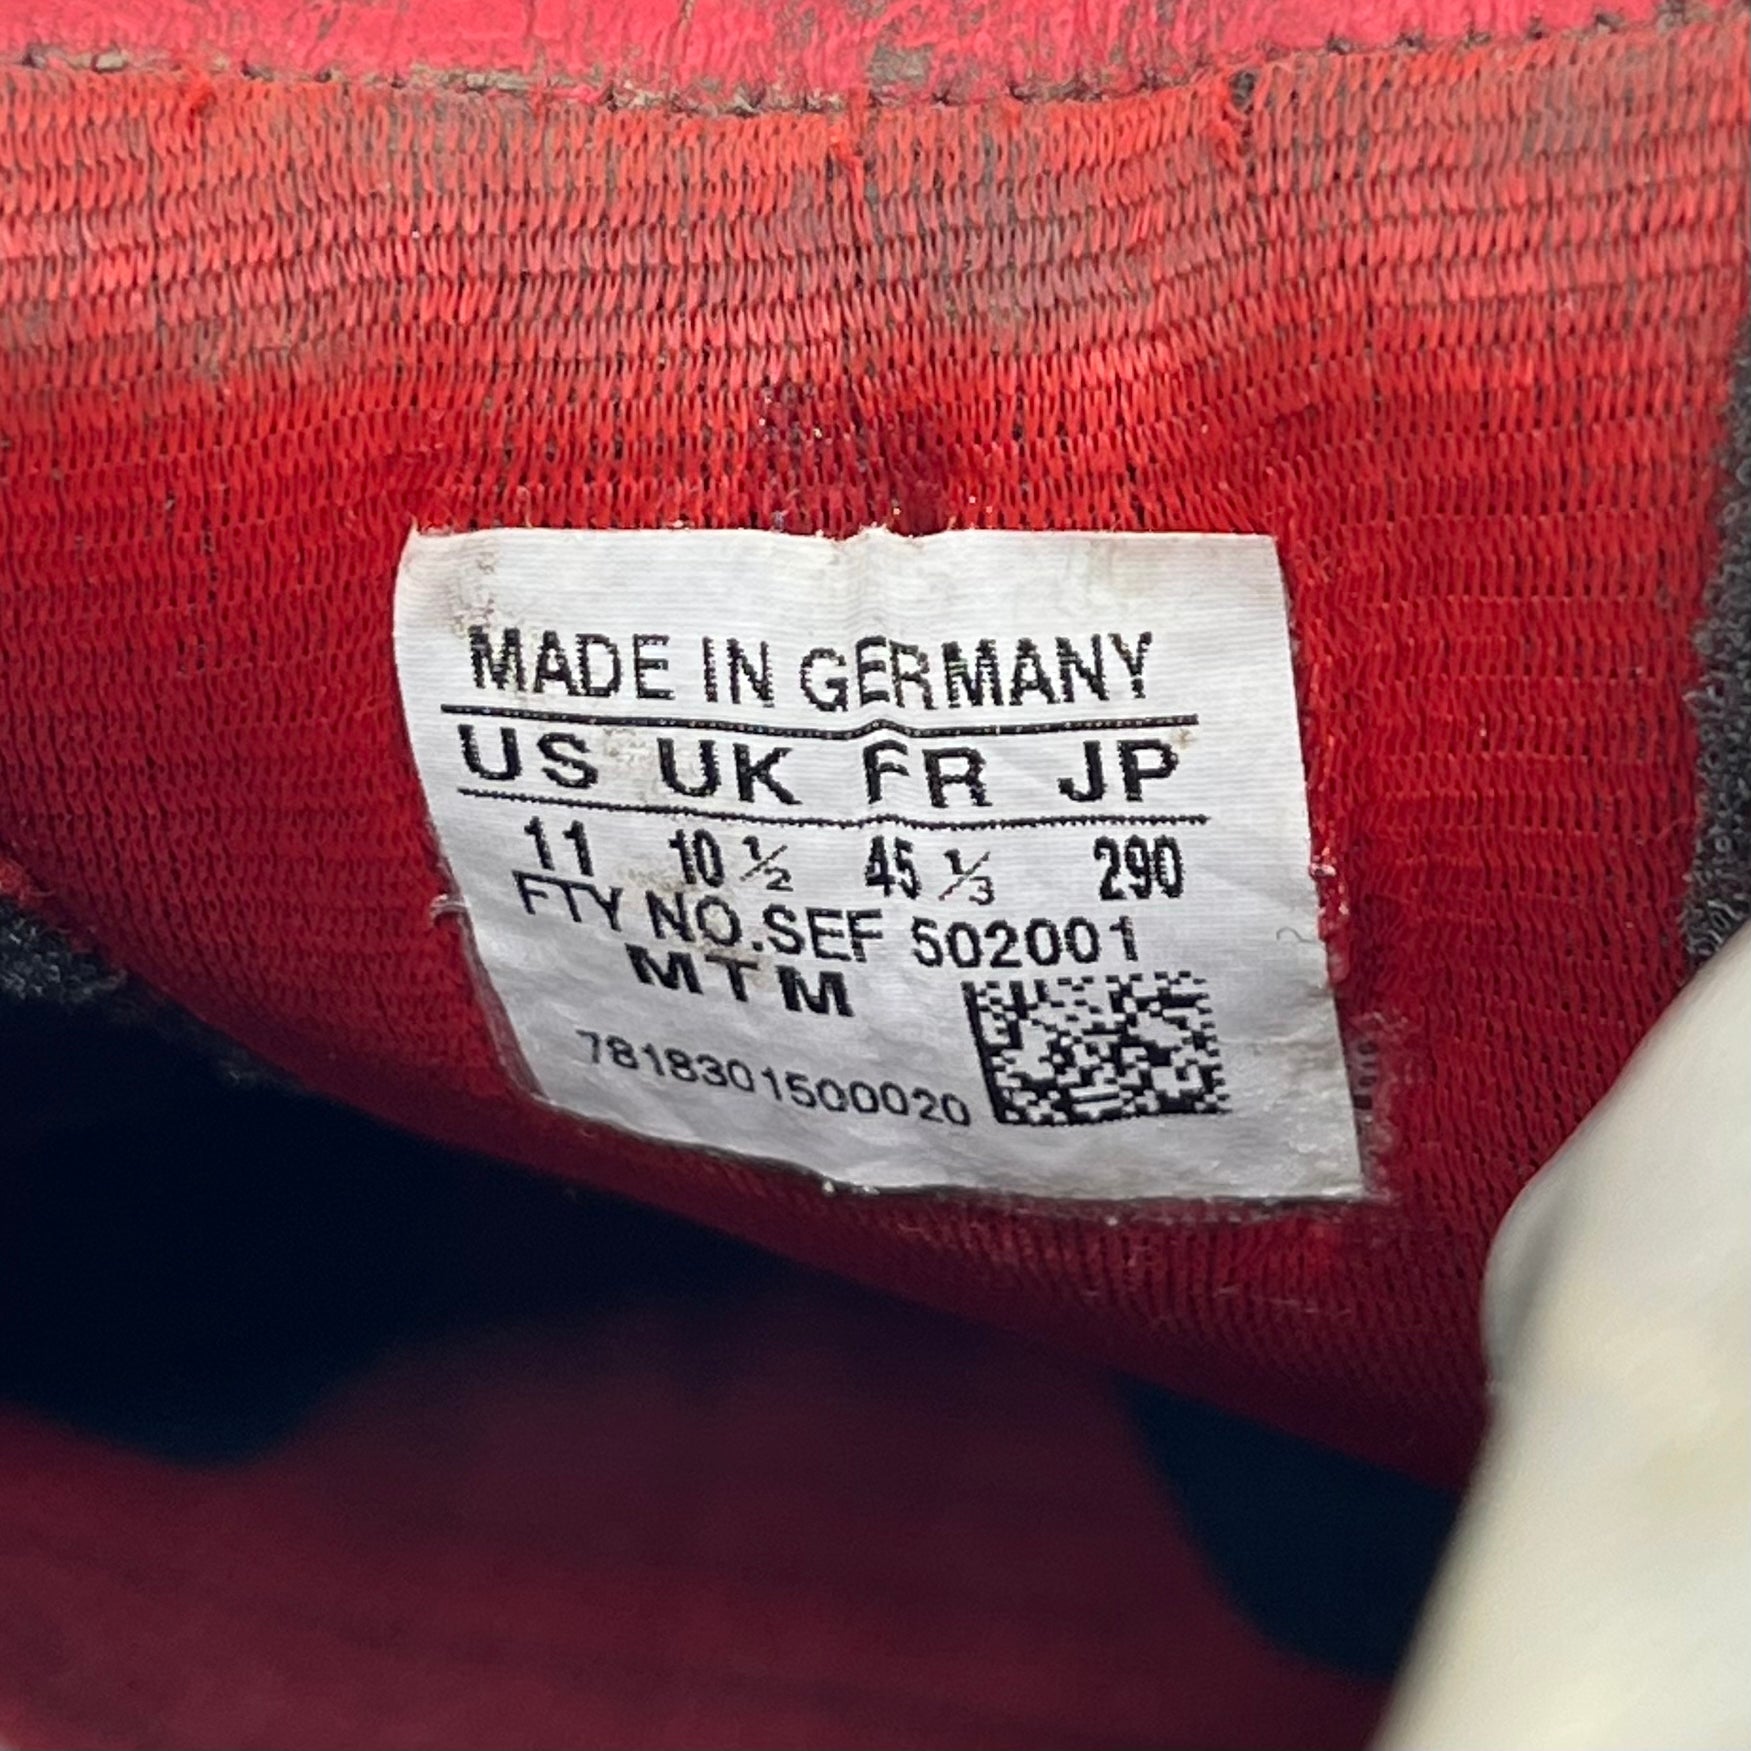 MADE IN GERMANY
US UK FR JP
11 10 ½ 45 ⅓ 290
FTY NO.SEF 502001
MTM
7818301500020